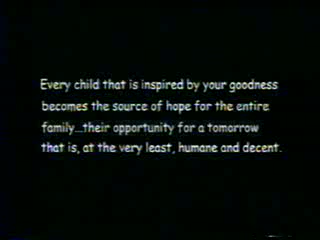 Every child that is inspired by your goodness
becomes the source of hope for the entire
family...their opportunity for a tomorrow
that is, at the very least, humane and decent.